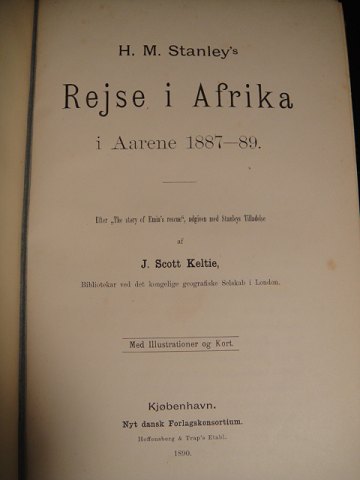 H. M. Stanley's
Rejse i Afrika
i Aarene 1887—89.
Efter „The story of Emin's rescue", udgiven med Stanleys Tilladelse
af
J. Scott Keltie,
Bibliotekar ved det kongelige geografiske Selskab i London.
Med Illustrationer og Kort.
Kjøbenhavn.
Nyt dansk Forlagskonsortium.
Hoffensberg & Trap's Etabl.
1890.